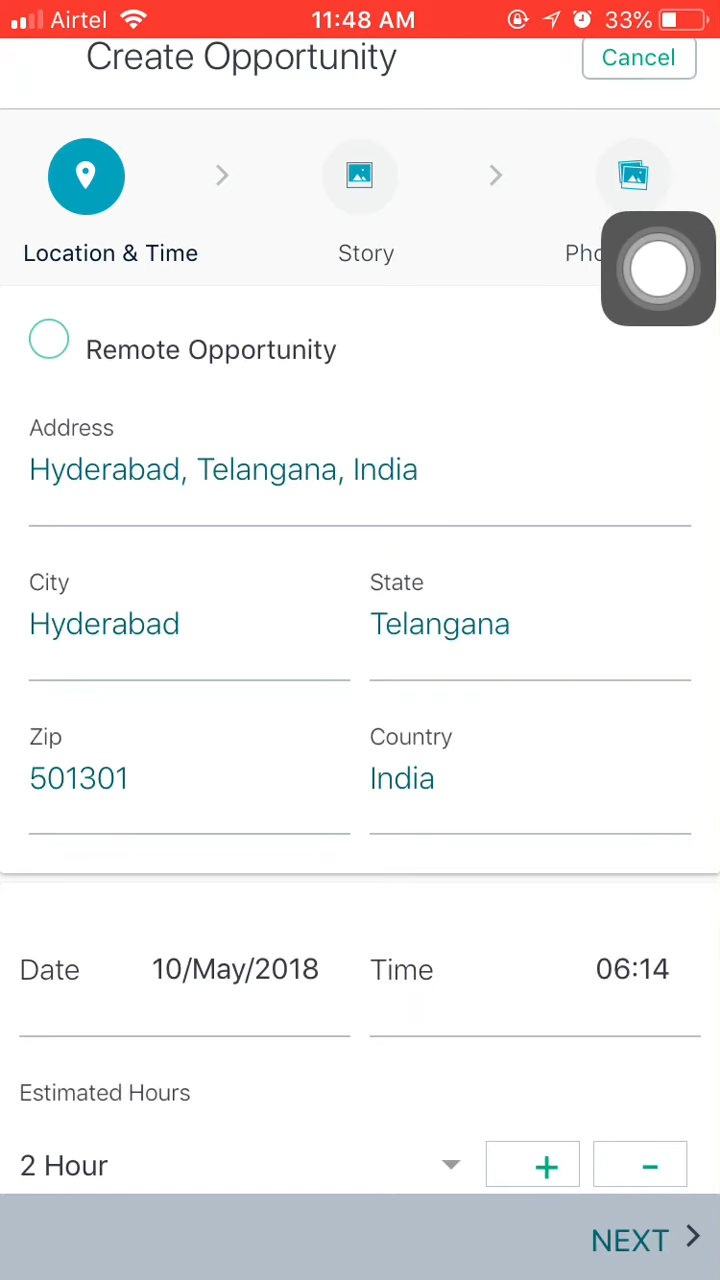 Airtel 11:48 AM 33%
Create Opportunity Cancel
Location & Time Story Pho
Remote Opportunity
Address
Hyderabad, Telangana, India
City State
Hyderabad Telangana
Zip Country
501301 India
Date 10/May/2018 Time 06:14
Estimated Hours
2 Hour + -
NEXT